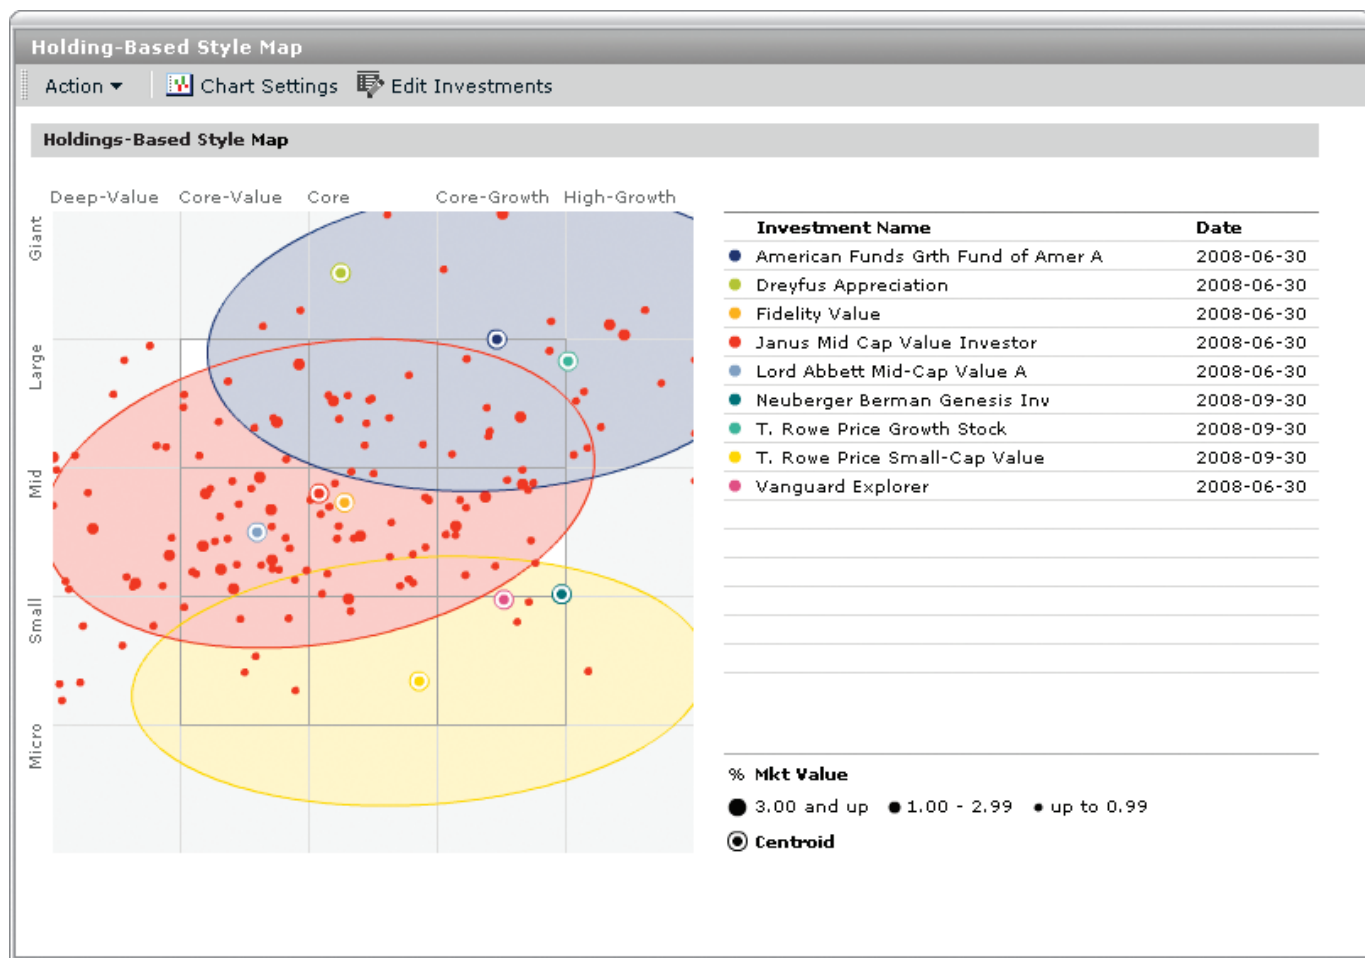 Holding-Based Style Map
Action Chart Settings Edit Investments
Holdings-Based Style Map
Deep-Value Core-Value Core Core-Growth High-Growth
Giant
Large
Mid
Small
Micro
Investment Name Date
American Funds Grth Fund of Amer A 2008-06-30
Dreyfus Appreciation 2008-06-30
Fidelity Value 2008-06-30
Janus Mid Cap Value Investor 2008-06-30
Lord Abbett Mid-Cap Value A 2008-06-30
Neuberger Berman Genesis Inv 2008-09-30
T. Rowe Price Growth Stock 2008-09-30
T. Rowe Price Small-Cap Value 2008-09-30
Vanguard Explorer 2008-06-30
% Mkt Value
3.00 and up 1.00 - 2.99 up to 0.99
Centroid